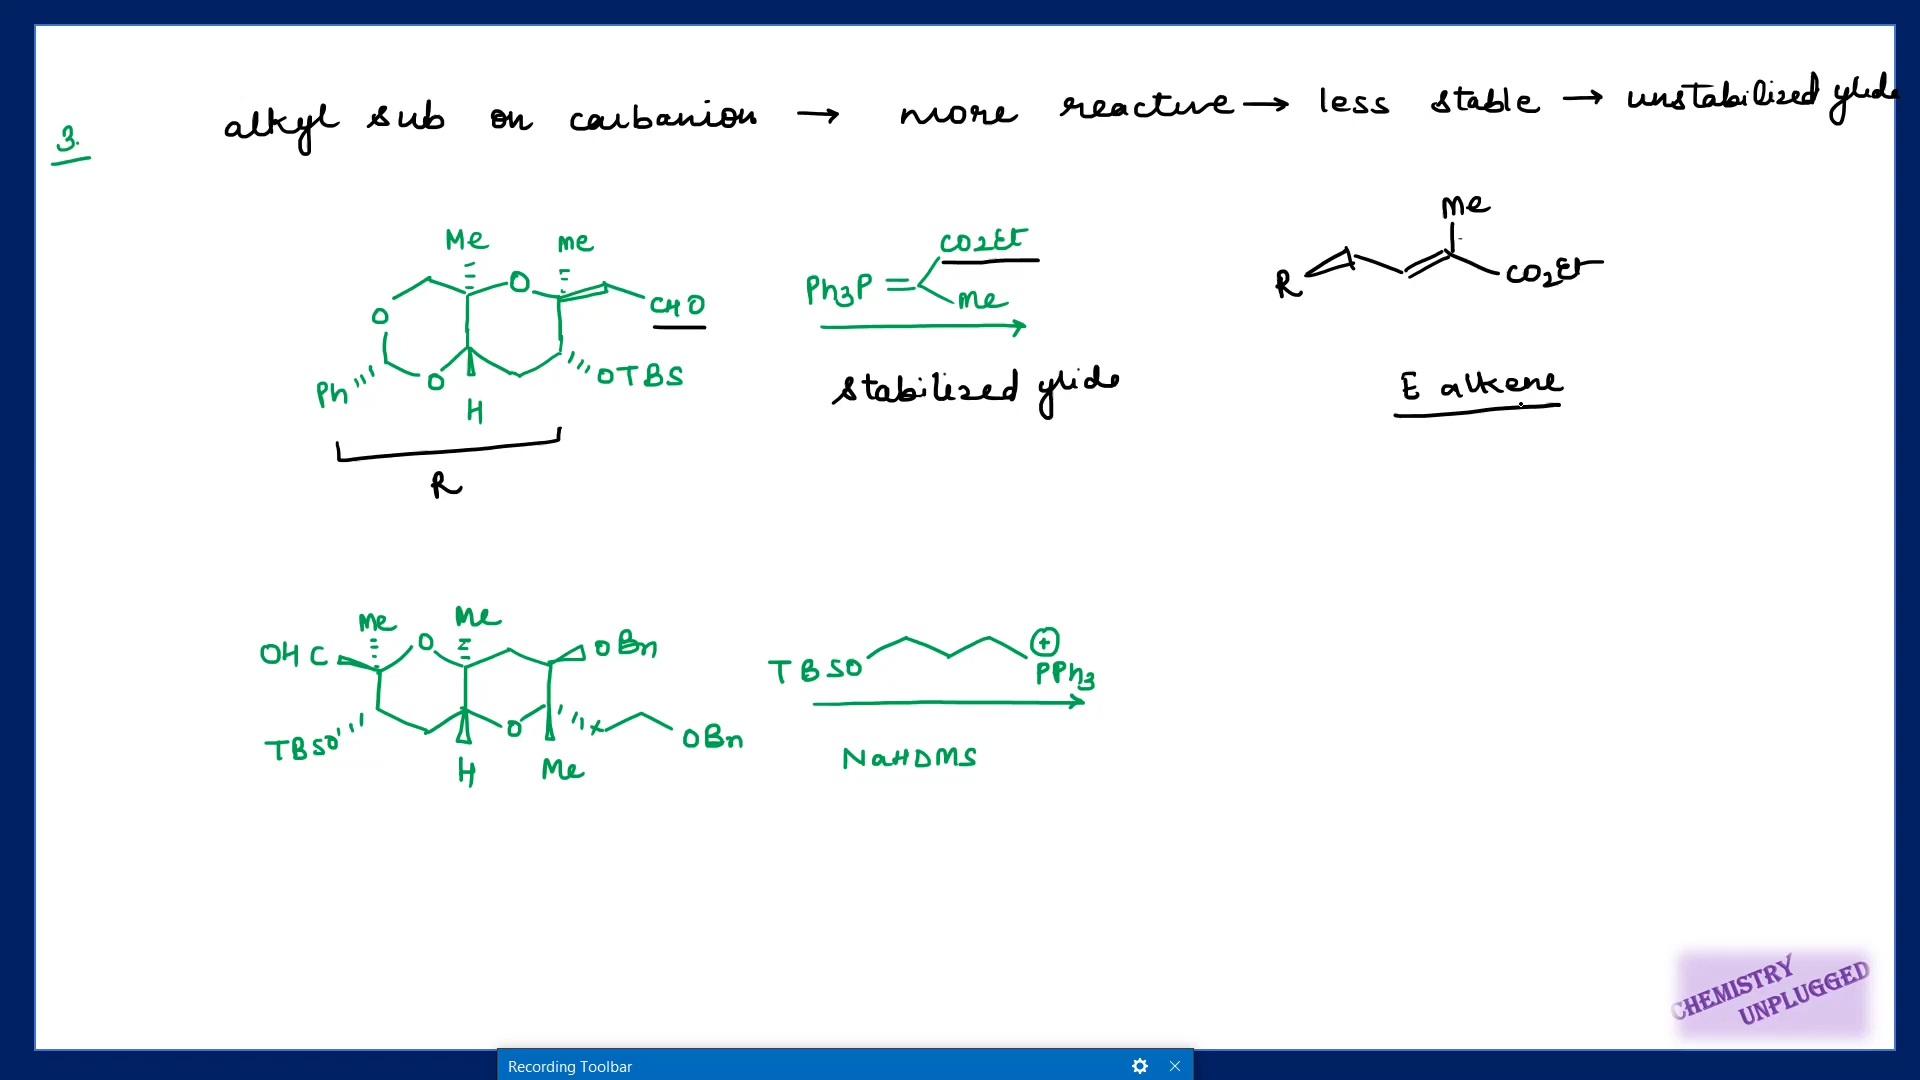 3.
alkyl sub on carbanion → more reactive → less stable → unstabilized ylide
Me
Me me
CO2Et
Ph3P = Me
O
R
CO2Et
O
CHO
stabilized ylide
E alkene
Ph
O
OTBS
H
R
Me
Me
OHC
O
OBn
TBSO
⊕
PPh3
TBSO
O
OBn
H
Me
NaHDMS
CHEMISTRY
UNPLUGGED
Recording Toolbar